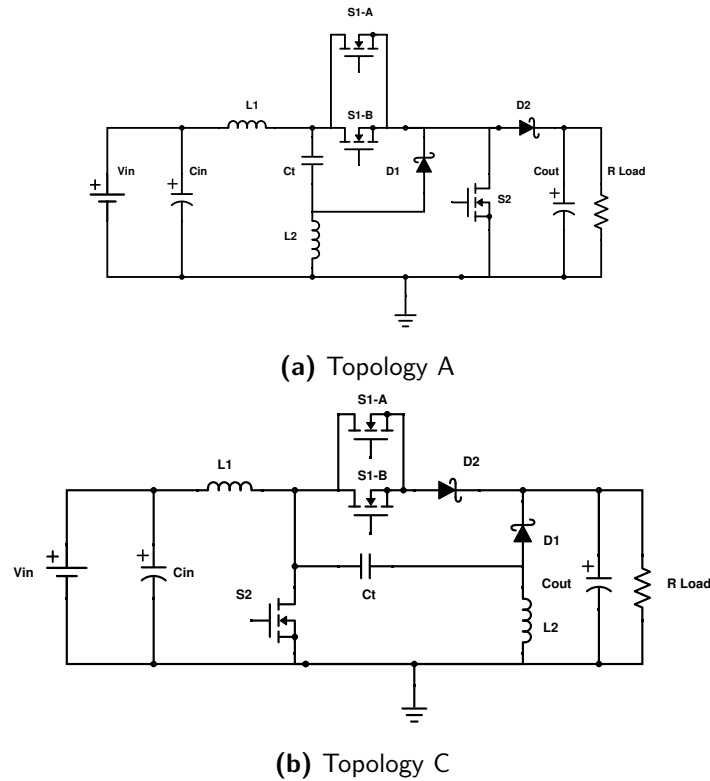 S1-A
L1
S1-B
D2
Vin
Cin
Ct
D1
S2
Cout
R Load
L2
(a) Topology A
S1-A
L1
D2
S1-B
D1
Vin
Cin
S2
Ct
Cout
R Load
L2
(b) Topology C